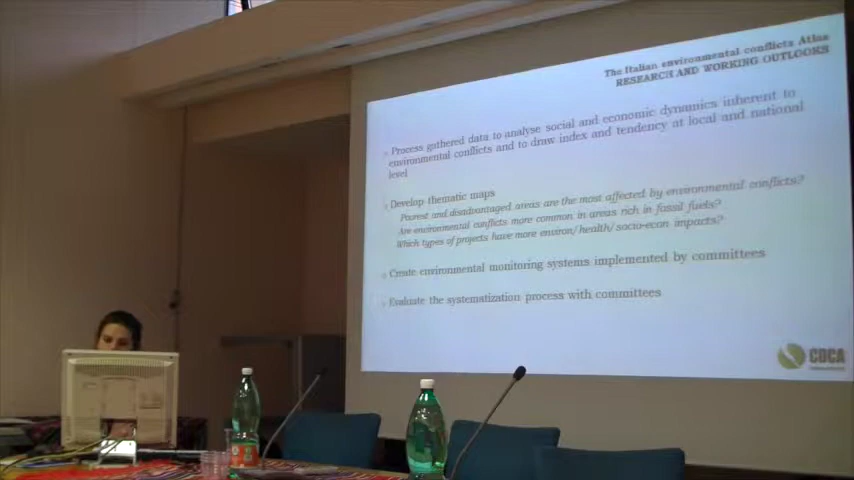 The Italian environmental conflicts Atlas
RESEARCH AND WORKING OUTLOOKS
Process gathered data to analyse social and economic dynamics inherent to
environmental conflicts and to draw index and tendency at local and national
level
Develop thematic maps
Poorest and disadvantaged areas are the most affected by environmental conflicts?
Are environmental conflicts more common in areas rich in fossil fuels?
Which types of projects have more environ/health/socio-econ impacts?
Create environmental monitoring systems implemented by committees
Evaluate the systematization process with committees
CDCA